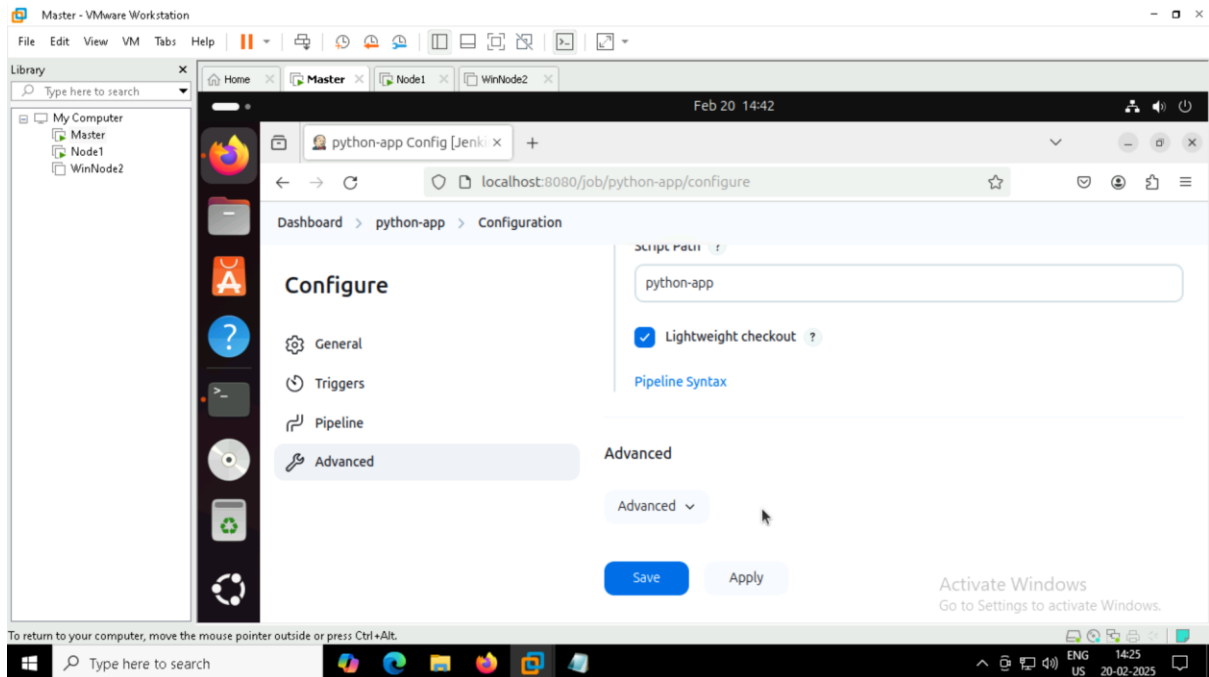 Master - VMware Workstation
File Edit View VM Tabs Help
Library
Type here to search
My Computer
Master
Node1
WinNode2
Home
Master
Node1
WinNode2
Feb 20 14:42
python-app Config [Jenki
localhost:8080/job/python-app/configure
Dashboard > python-app > Configuration
Configure
General
Triggers
Pipeline
Advanced
Script Path ?
python-app
Lightweight checkout ?
Pipeline Syntax
Advanced
Advanced
Save Apply
Activate Windows
Go to Settings to activate Windows.
To return to your computer, move the mouse pointer outside or press Ctrl+Alt.
Type here to search
ENG
US
14:25
20-02-2025